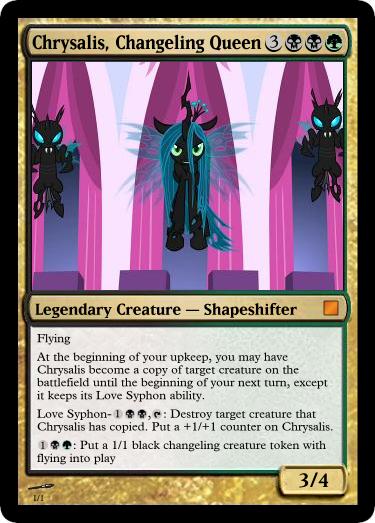 Chrysalis, Changeling Queen 3
Legendary Creature — Shapeshifter
Flying
At the beginning of your upkeep, you may have
Chrysalis become a copy of target creature on the
battlefield until the beginning of your next turn, except
it keeps its Love Syphon ability.
Love Syphon- 1 , : Destroy target creature that
Chrysalis has copied. Put a +1/+1 counter on Chrysalis.
1 : Put a 1/1 black changeling creature token with
flying into play
3/4
1/1